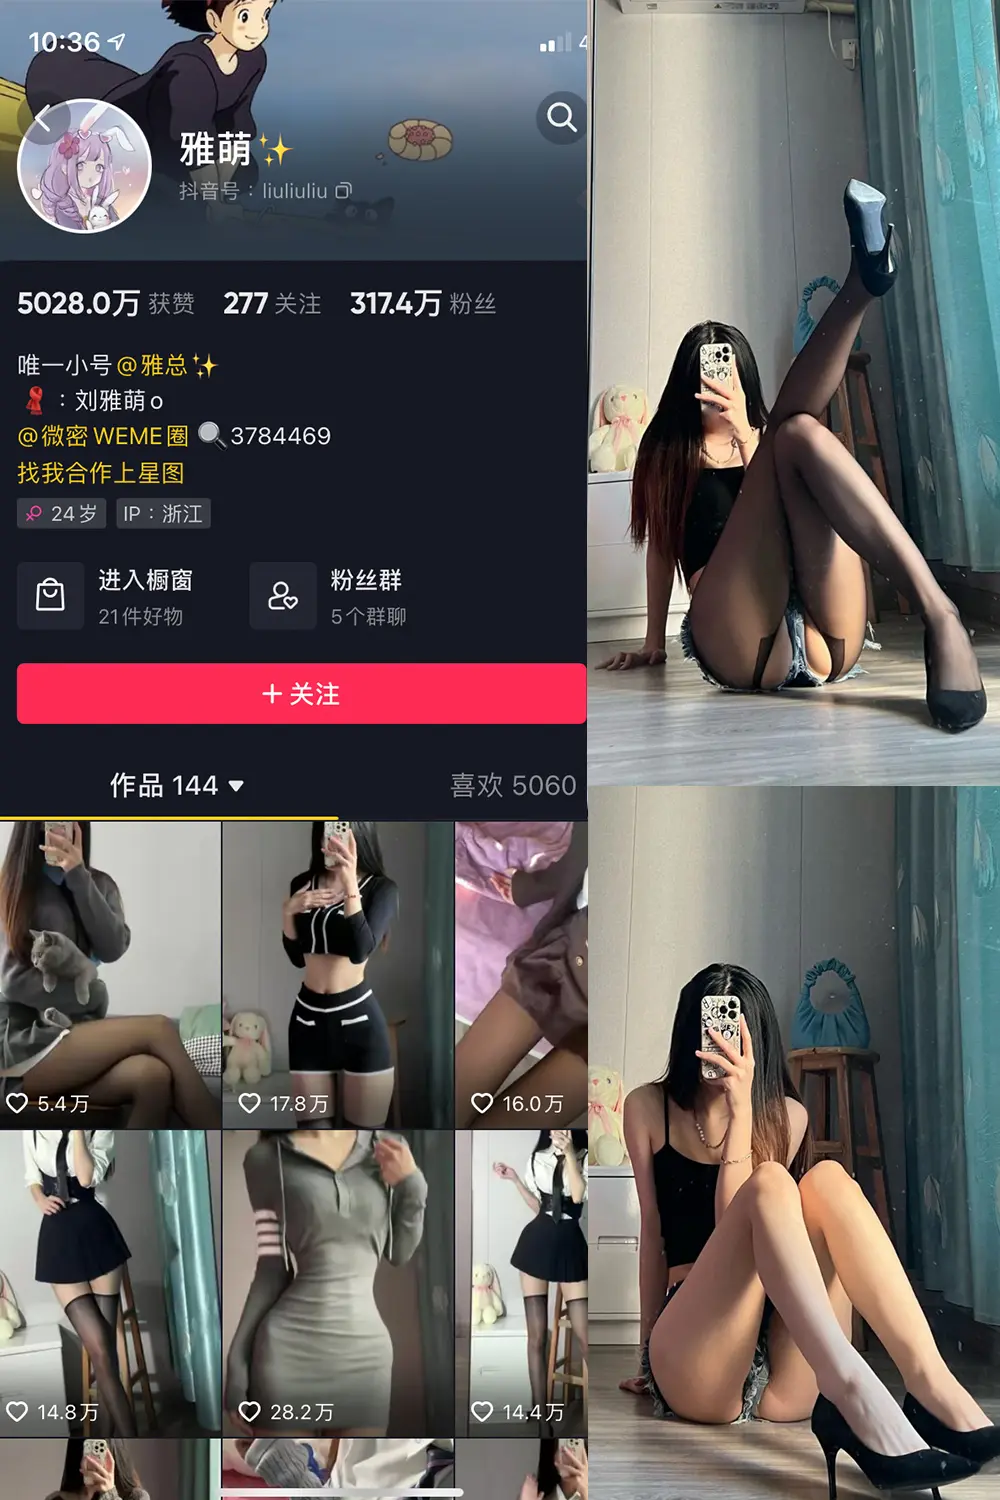 10:36
4
雅萌✨
抖音号：liuliuliu
5028.0万 获赞 277 关注 317.4万 粉丝
唯一小号@雅总✨
🧣：刘雅萌o
@微密WEME圈🔍3784469
找我合作上星图
24岁 IP：浙江
进入橱窗 粉丝群
21件好物 5个群聊
+关注
作品 144 喜欢 5060
5.4万 17.8万 16.0万
14.8万 28.2万 14.4万